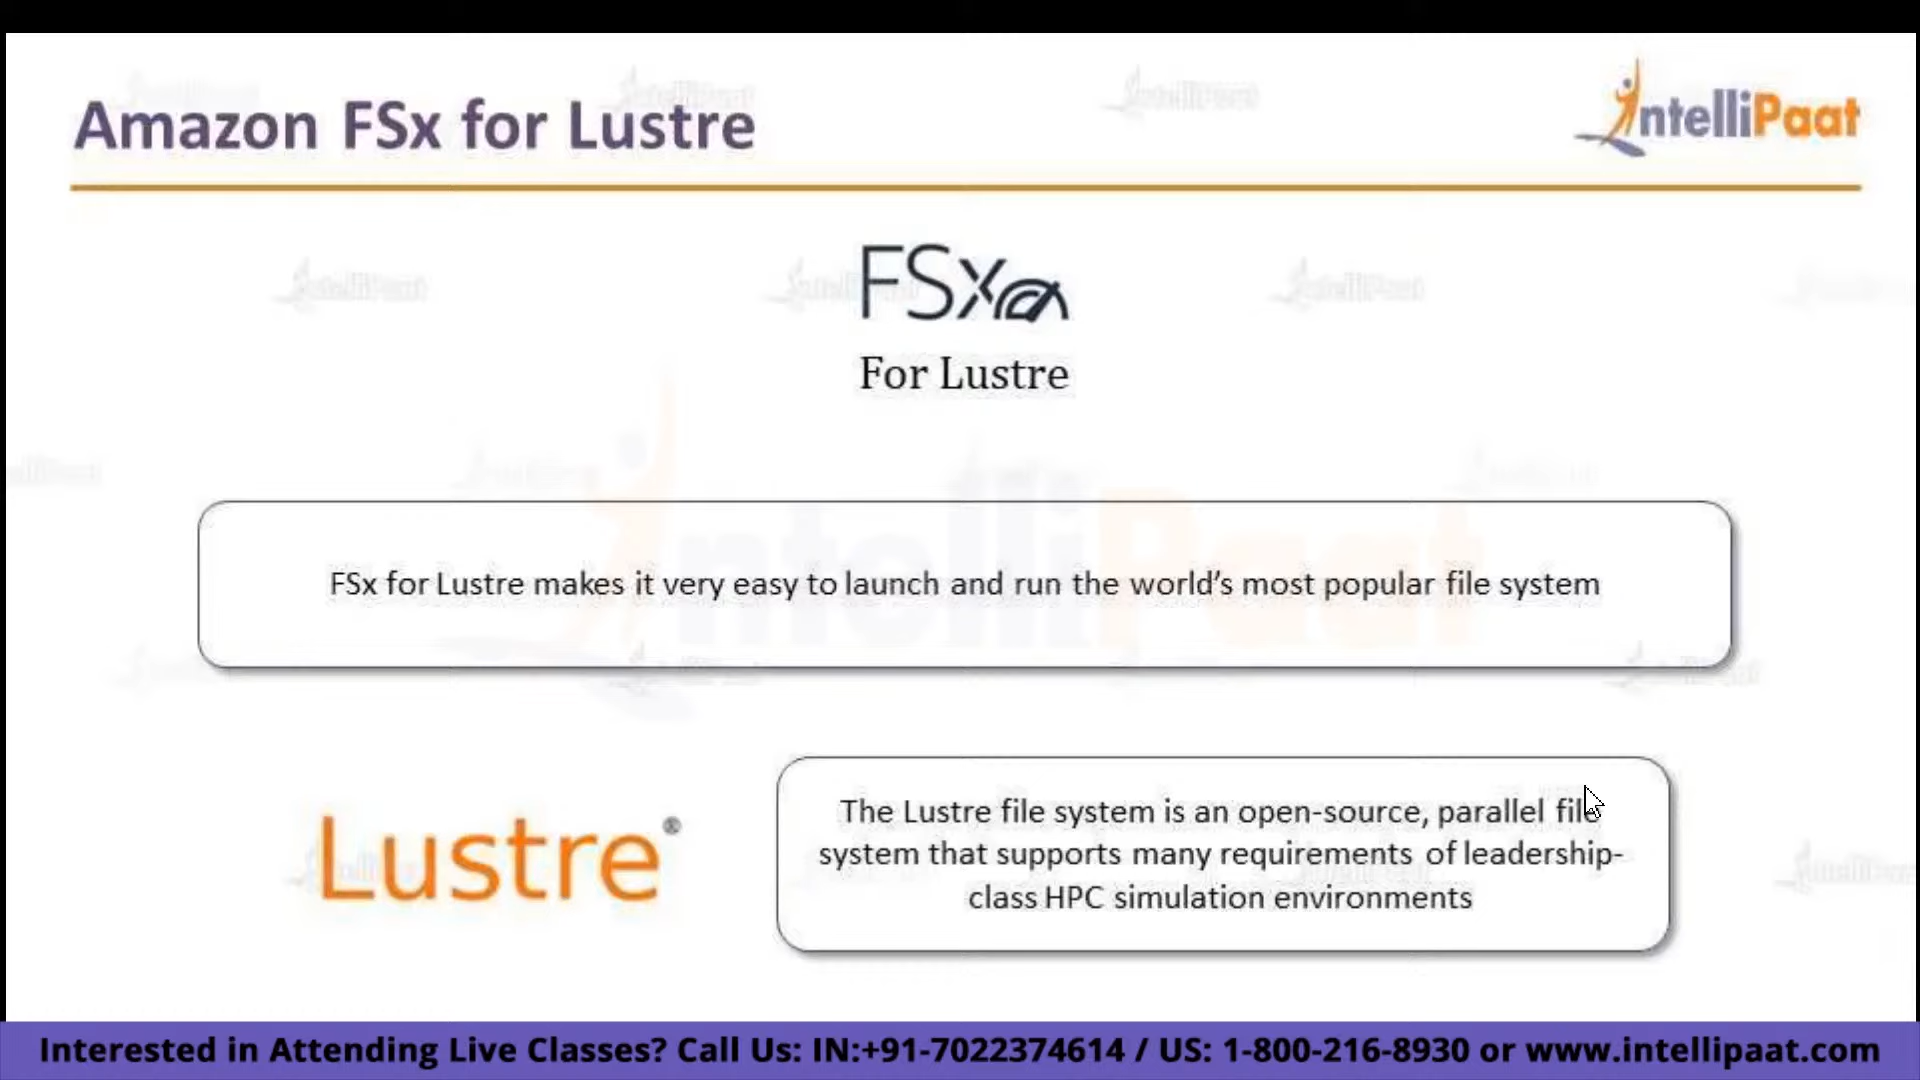 Amazon FSx for Lustre
IntelliPaat
FSx
For Lustre
FSx for Lustre makes it very easy to launch and run the world’s most popular file system
Lustre®
The Lustre file system is an open-source, parallel file
system that supports many requirements of leadership-
class HPC simulation environments
Interested in Attending Live Classes? Call Us: IN:+91-7022374614 / US: 1-800-216-8930 or www.intellipaat.com